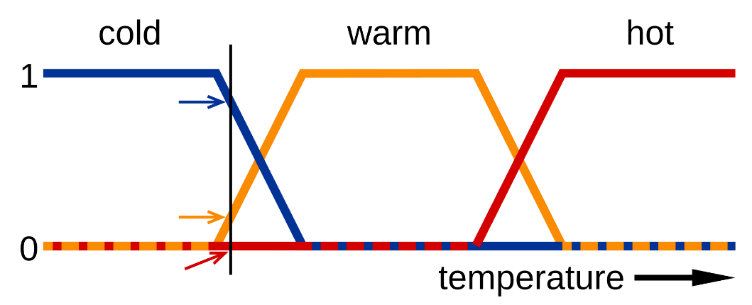 cold warm hot
1
0
temperature